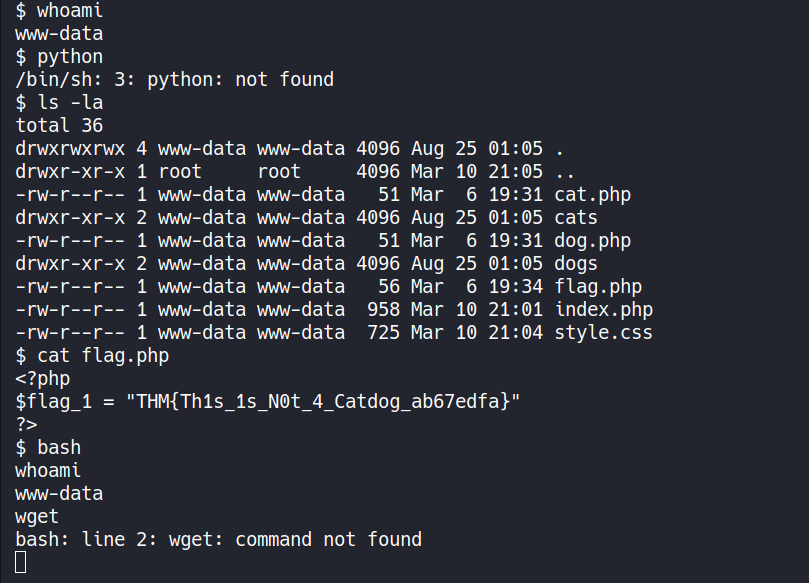 $ whoami
www-data
$ python
/bin/sh: 3: python: not found
$ ls -la
total 36
drwxrwxrwx 4 www-data www-data 4096 Aug 25 01:05 .
drwxr-xr-x 1 root     root     4096 Mar 10 21:05 ..
-rw-r--r-- 1 www-data www-data   51 Mar  6 19:31 cat.php
drwxr-xr-x 2 www-data www-data 4096 Aug 25 01:05 cats
-rw-r--r-- 1 www-data www-data   51 Mar  6 19:31 dog.php
drwxr-xr-x 2 www-data www-data 4096 Aug 25 01:05 dogs
-rw-r--r-- 1 www-data www-data   56 Mar  6 19:34 flag.php
-rw-r--r-- 1 www-data www-data  958 Mar 10 21:01 index.php
-rw-r--r-- 1 www-data www-data  725 Mar 10 21:04 style.css
$ cat flag.php
<?php
$flag_1 = "THM{Th1s_1s_N0t_4_Catdog_ab67edfa}"
?>
$ bash
whoami
www-data
wget
bash: line 2: wget: command not found